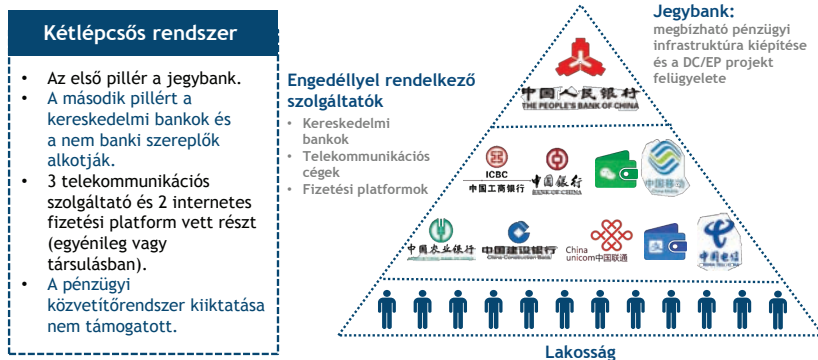 Kétlépcsős rendszer
• Az első pillér a jegybank.
• A második pillért a
kereskedelmi bankok és
a nem banki szereplők
alkotják.
• 3 telekommunikációs
szolgáltató és 2 internetes
fizetési platform vett részt
(egyénileg vagy
társulásban).
• A pénzügyi
közvetítőrendszer kiiktatása
nem támogatott.
Engedéllyel rendelkező
szolgáltatók
• Kereskedelmi
bankok
• Telekommunikációs
cégek
• Fizetési platformok
Jegybank:
megbízható pénzügyi
infrastruktúra kiépítése
és a DC/EP projekt
felügyelete
中国人民银行
THE PEOPLE'S BANK OF CHINA
ICBC
中国工商银行
中国银行
BANK OF CHINA
中国移动
中国农业银行
中国建设银行
China Construction Bank
China
unicom中国联通
支
中国电信
Lakosság